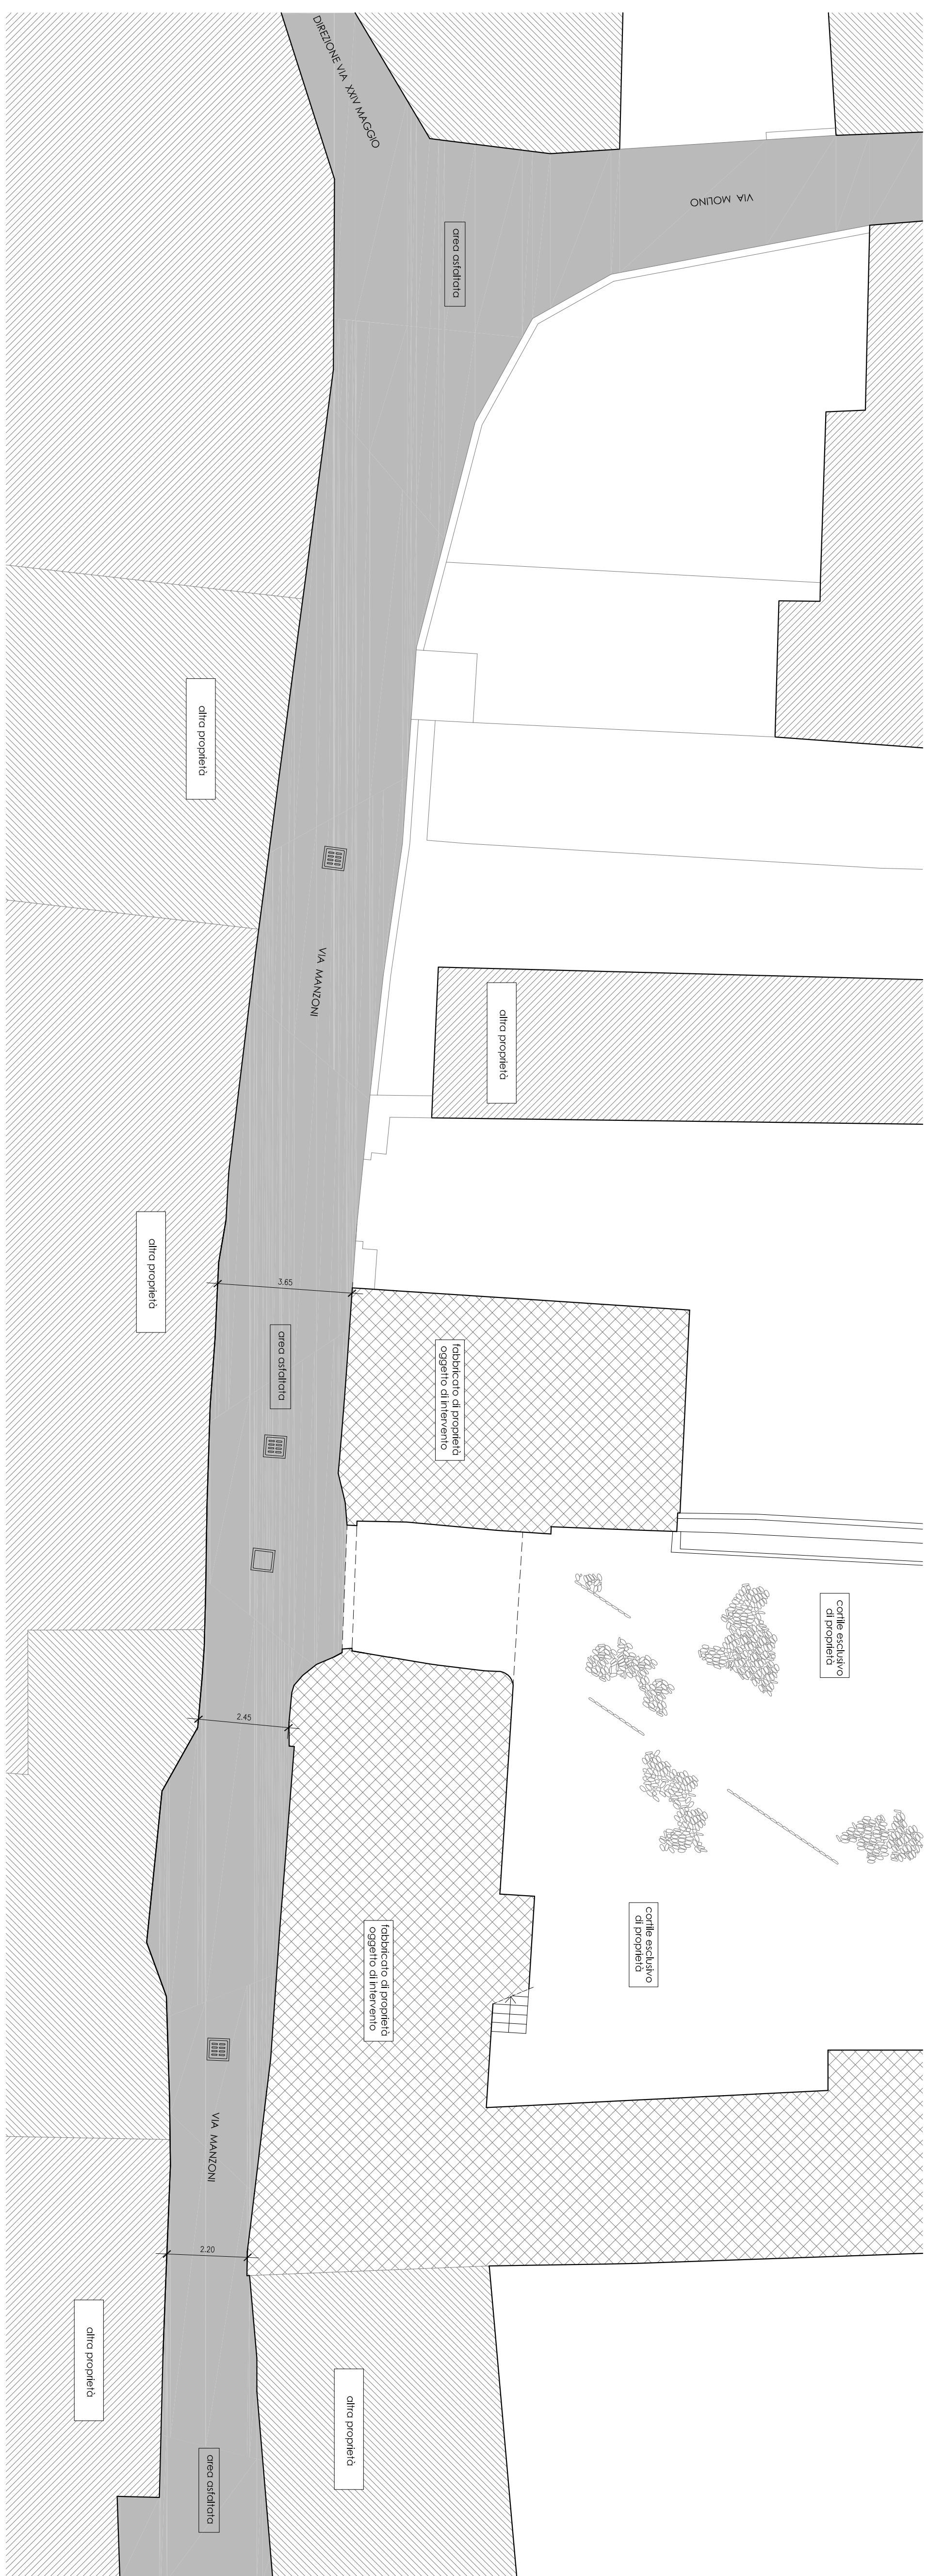 DIREZIONE VIA XXIV MAGGIO
VIA MOLINO
area asfaltata
altra proprietà
VIA MANZONI
altra proprietà
altra proprietà
3.65
area asfaltata
fabbricato di proprietà
oggetto di intervento
cortile esclusivo
di proprietà
2.45
cortile esclusivo
di proprietà
fabbricato di proprietà
oggetto di intervento
VIA MANZONI
2.20
altra proprietà
altra proprietà
area asfaltata